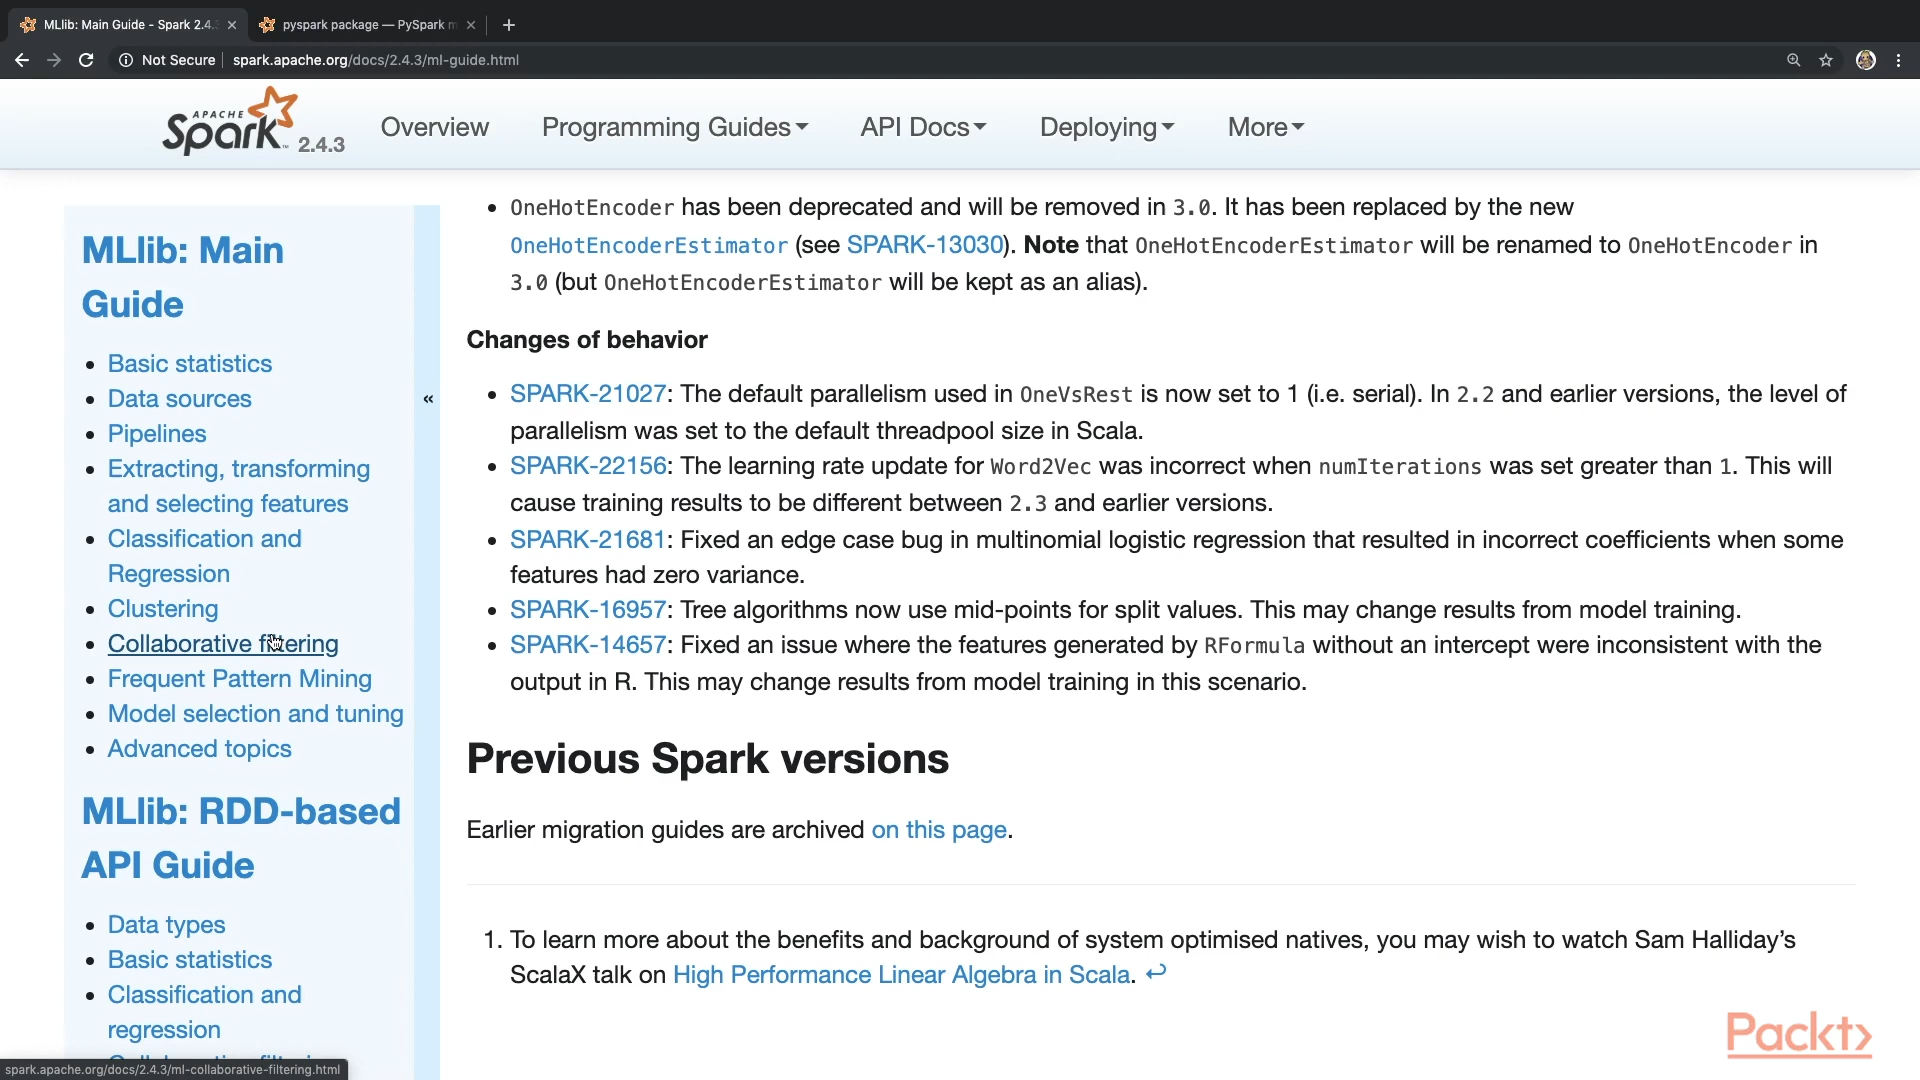 MLlib: Main Guide - Spark 2.4.3
pyspark package — PySpark m
Not Secure
spark.apache.org/docs/2.4.3/ml-guide.html
APACHE
Spark™ 2.4.3
Overview
Programming Guides
API Docs
Deploying
More
MLlib: Main
Guide
Basic statistics
Data sources
Pipelines
Extracting, transforming
and selecting features
Classification and
Regression
Clustering
Collaborative filtering
Frequent Pattern Mining
Model selection and tuning
Advanced topics
MLlib: RDD-based
API Guide
Data types
Basic statistics
Classification and
regression
Collaborative filtering
«
OneHotEncoder has been deprecated and will be removed in 3.0. It has been replaced by the new
OneHotEncoderEstimator (see SPARK-13030). Note that OneHotEncoderEstimator will be renamed to OneHotEncoder in
3.0 (but OneHotEncoderEstimator will be kept as an alias).
Changes of behavior
SPARK-21027: The default parallelism used in OneVsRest is now set to 1 (i.e. serial). In 2.2 and earlier versions, the level of
parallelism was set to the default threadpool size in Scala.
SPARK-22156: The learning rate update for Word2Vec was incorrect when numIterations was set greater than 1. This will
cause training results to be different between 2.3 and earlier versions.
SPARK-21681: Fixed an edge case bug in multinomial logistic regression that resulted in incorrect coefficients when some
features had zero variance.
SPARK-16957: Tree algorithms now use mid-points for split values. This may change results from model training.
SPARK-14657: Fixed an issue where the features generated by RFormula without an intercept were inconsistent with the
output in R. This may change results from model training in this scenario.
Previous Spark versions
Earlier migration guides are archived on this page.
1. To learn more about the benefits and background of system optimised natives, you may wish to watch Sam Halliday’s
ScalaX talk on High Performance Linear Algebra in Scala. ↩
Packt>
spark.apache.org/docs/2.4.3/ml-collaborative-filtering.html